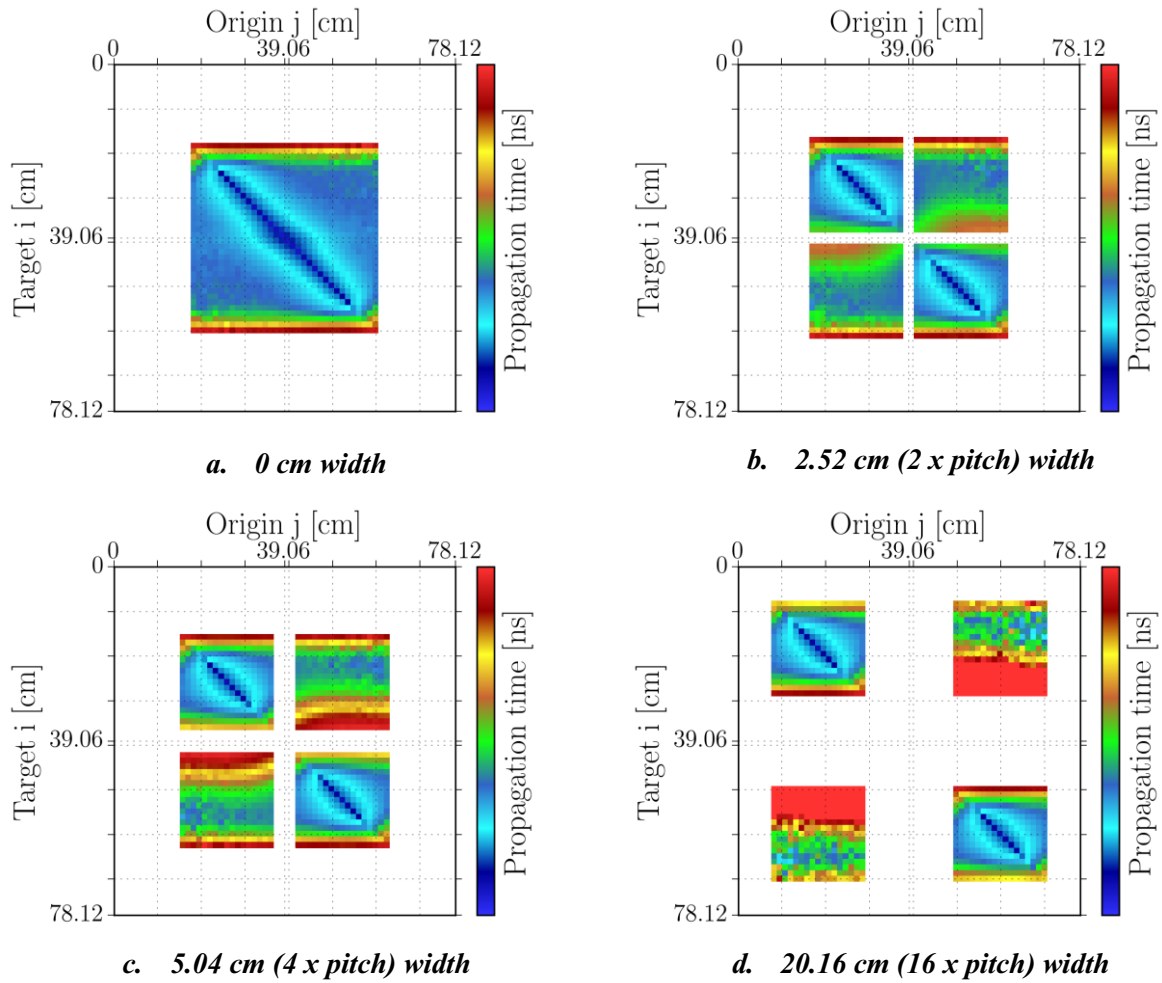 Origin j [cm]
0 39.06 78.12
0
Target i [cm]
39.06
78.12
Propagation time [ns]
a. 0 cm width
Origin j [cm]
0 39.06 78.12
0
Target i [cm]
39.06
78.12
Propagation time [ns]
b. 2.52 cm (2 x pitch) width
Origin j [cm]
0 39.06 78.12
0
Target i [cm]
39.06
78.12
Propagation time [ns]
c. 5.04 cm (4 x pitch) width
Origin j [cm]
0 39.06 78.12
0
Target i [cm]
39.06
78.12
Propagation time [ns]
d. 20.16 cm (16 x pitch) width